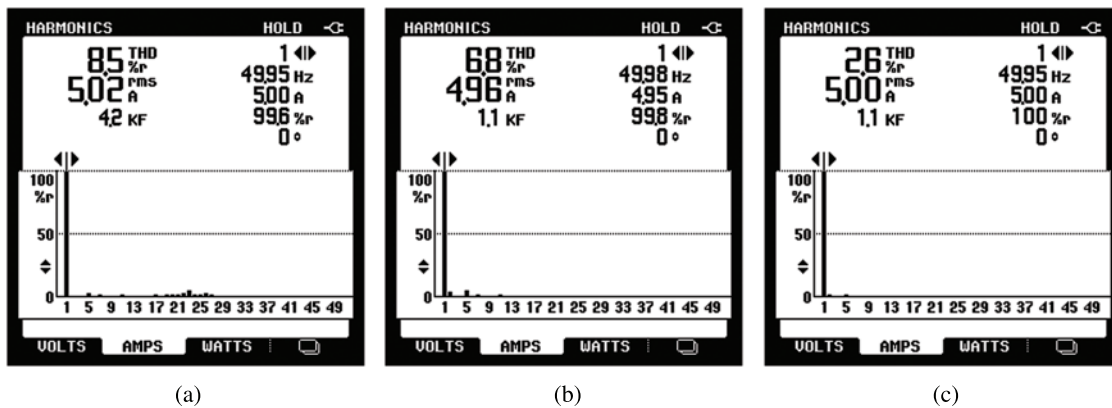 HARMONICS HOLD
8.5 THD %r 1
5.02 rms A 49.95 Hz
4.2 KF 5.00 A
99.6 %r
0 °
100
%r
50
0
1 5 9 13 17 21 25 29 33 37 41 45 49
VOLTS AMPS WATTS
(a)
HARMONICS HOLD
6.8 THD %r 1
4.96 rms A 49.98 Hz
1.1 KF 4.95 A
99.8 %r
0 °
100
%r
50
0
1 5 9 13 17 21 25 29 33 37 41 45 49
VOLTS AMPS WATTS
(b)
HARMONICS HOLD
2.6 THD %r 1
5.00 rms A 49.95 Hz
1.1 KF 5.00 A
100 %r
0 °
100
%r
50
0
1 5 9 13 17 21 25 29 33 37 41 45 49
VOLTS AMPS WATTS
(c)